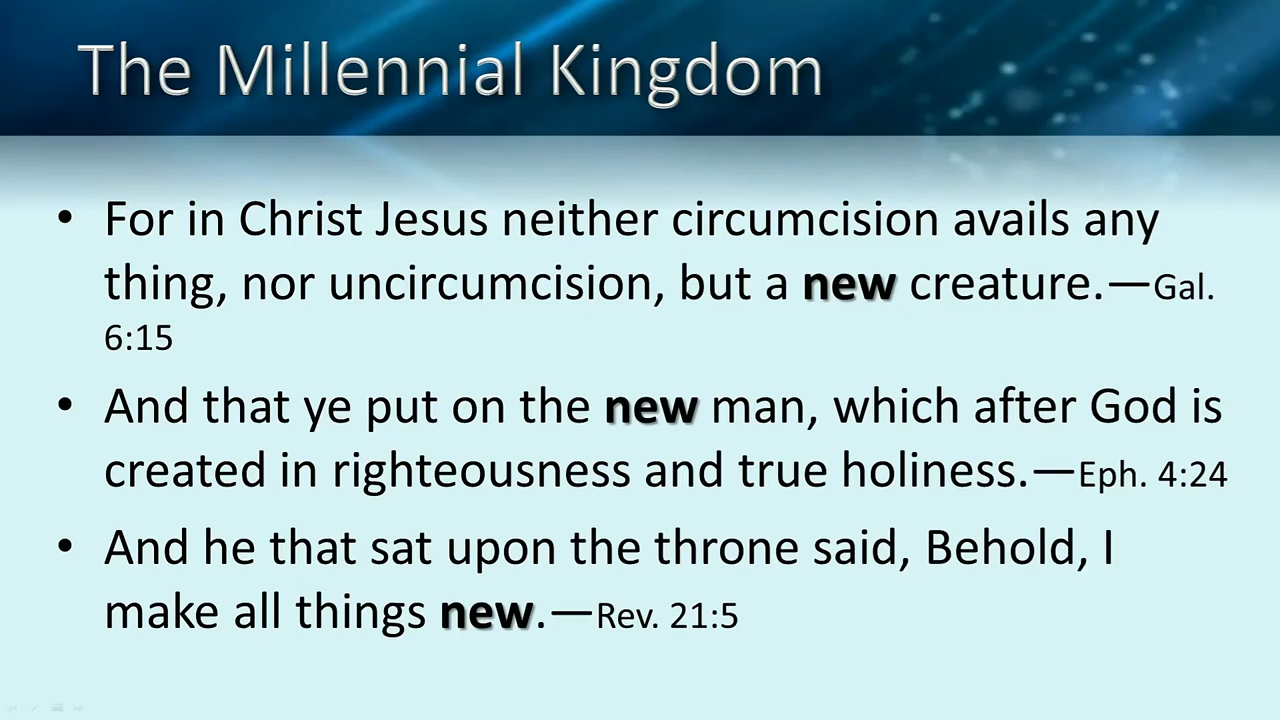 The Millennial Kingdom
• For in Christ Jesus neither circumcision avails any
thing, nor uncircumcision, but a new creature.—Gal.
6:15
• And that ye put on the new man, which after God is
created in righteousness and true holiness.—Eph. 4:24
• And he that sat upon the throne said, Behold, I
make all things new.—Rev. 21:5